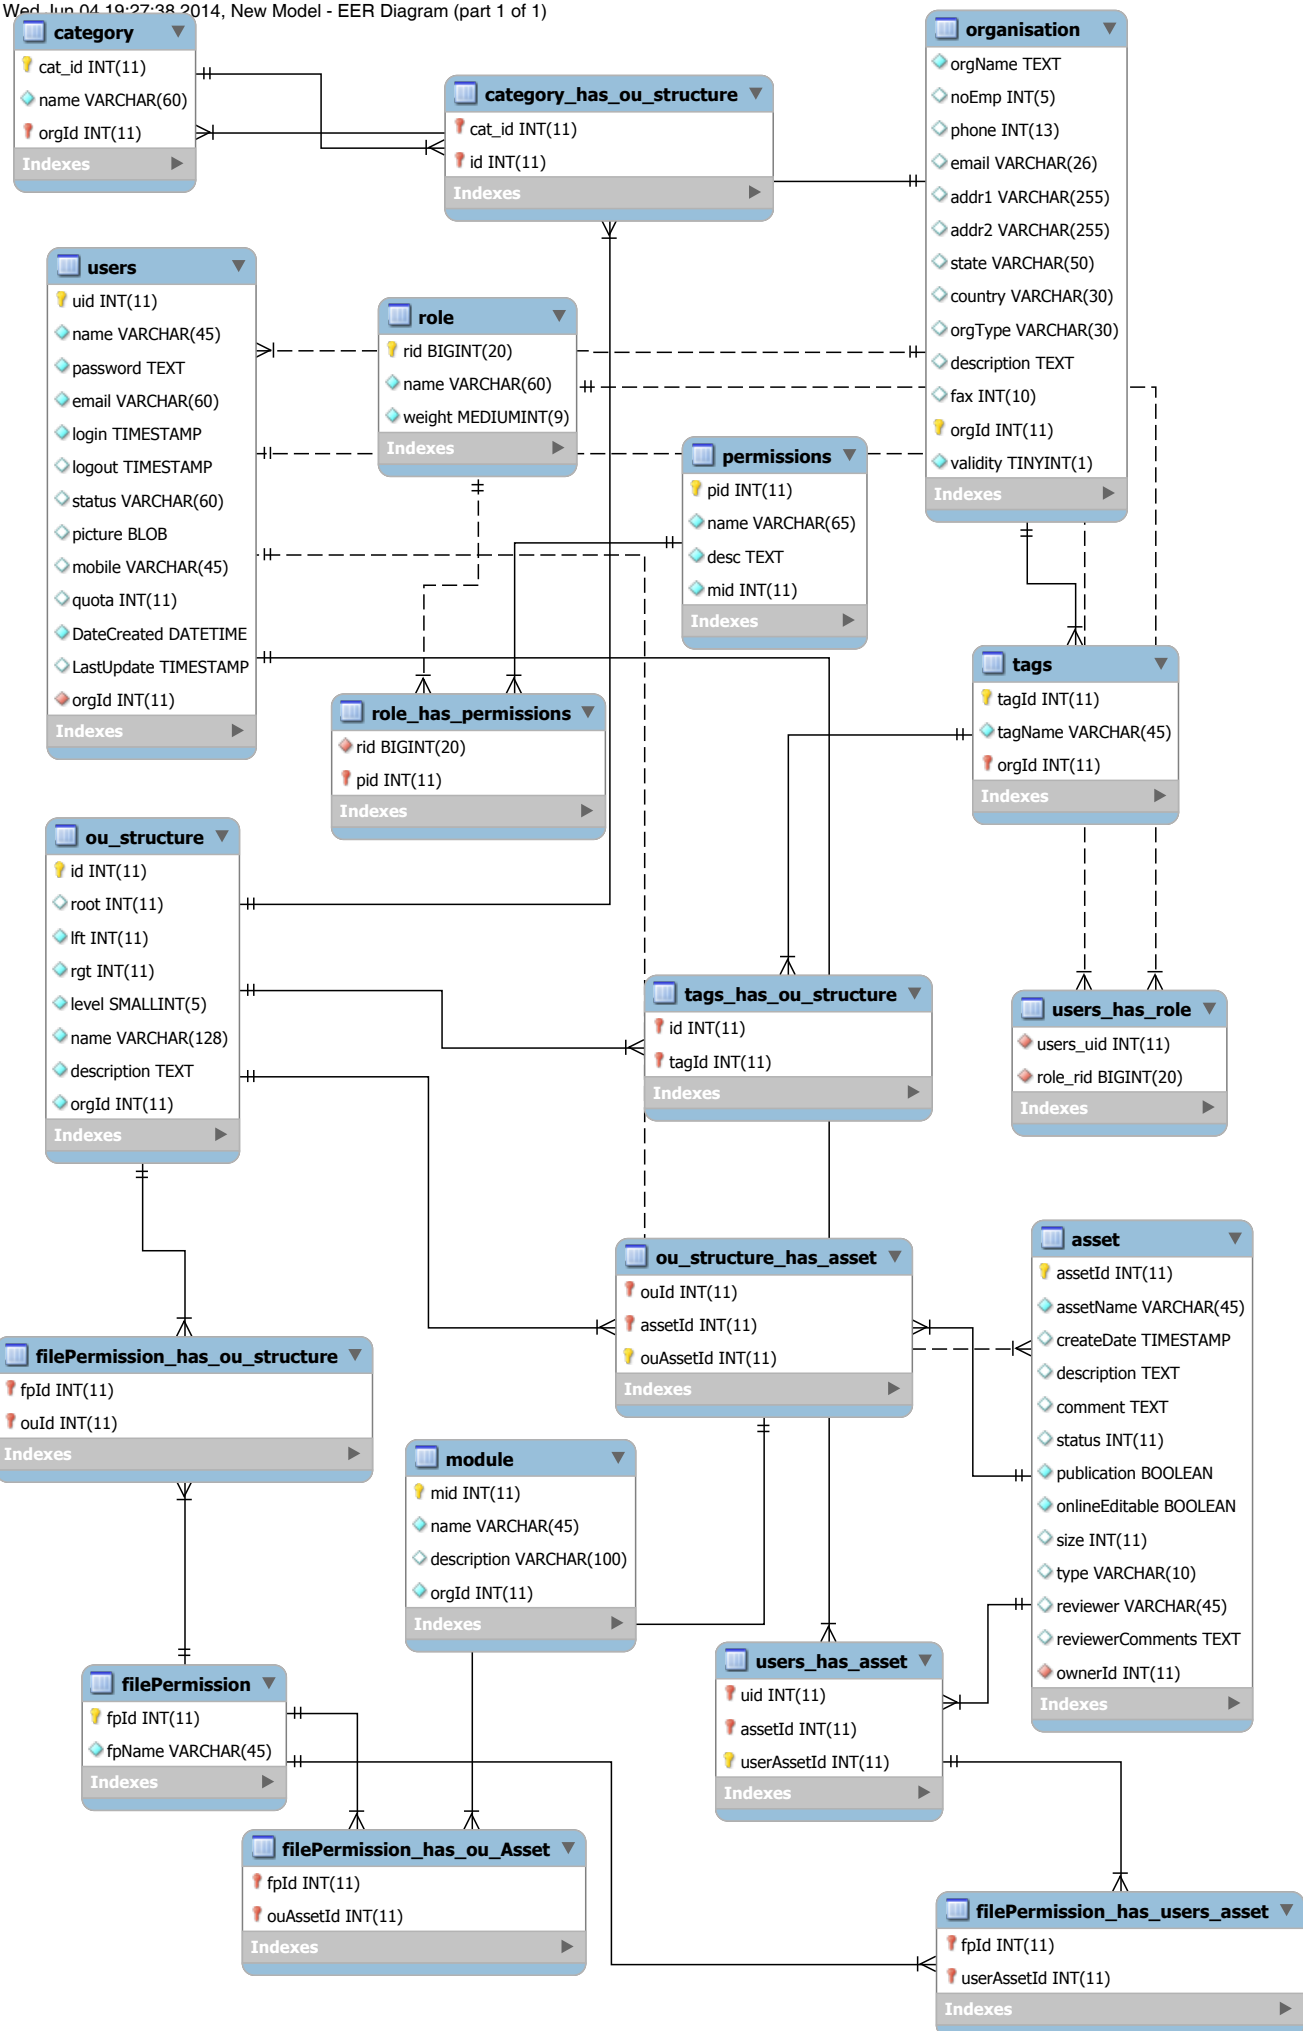 Wed Jun 04 19:27:38 2014, New Model - EER Diagram (part 1 of 1)
category
cat_id INT(11)
name VARCHAR(60)
orgId INT(11)
Indexes
category_has_ou_structure
cat_id INT(11)
id INT(11)
Indexes
organisation
orgName TEXT
noEmp INT(5)
phone INT(13)
email VARCHAR(26)
addr1 VARCHAR(255)
addr2 VARCHAR(255)
state VARCHAR(50)
country VARCHAR(30)
orgType VARCHAR(30)
description TEXT
fax INT(10)
orgId INT(11)
validity TINYINT(1)
Indexes
users
uid INT(11)
name VARCHAR(45)
password TEXT
email VARCHAR(60)
login TIMESTAMP
logout TIMESTAMP
status VARCHAR(60)
picture BLOB
mobile VARCHAR(45)
quota INT(11)
DateCreated DATETIME
LastUpdate TIMESTAMP
orgId INT(11)
Indexes
role
rid BIGINT(20)
name VARCHAR(60)
weight MEDIUMINT(9)
Indexes
permissions
pid INT(11)
name VARCHAR(65)
desc TEXT
mid INT(11)
Indexes
role_has_permissions
rid BIGINT(20)
pid INT(11)
Indexes
tags
tagId INT(11)
tagName VARCHAR(45)
orgId INT(11)
Indexes
ou_structure
id INT(11)
root INT(11)
lft INT(11)
rgt INT(11)
level SMALLINT(5)
name VARCHAR(128)
description TEXT
orgId INT(11)
Indexes
tags_has_ou_structure
id INT(11)
tagId INT(11)
Indexes
users_has_role
users_uid INT(11)
role_rid BIGINT(20)
Indexes
ou_structure_has_asset
ouId INT(11)
assetId INT(11)
ouAssetId INT(11)
Indexes
asset
assetId INT(11)
assetName VARCHAR(45)
createDate TIMESTAMP
description TEXT
comment TEXT
status INT(11)
publication BOOLEAN
onlineEditable BOOLEAN
size INT(11)
type VARCHAR(10)
reviewer VARCHAR(45)
reviewerComments TEXT
ownerId INT(11)
Indexes
filePermission_has_ou_structure
fpId INT(11)
ouId INT(11)
Indexes
module
mid INT(11)
name VARCHAR(45)
description VARCHAR(100)
orgId INT(11)
Indexes
users_has_asset
uid INT(11)
assetId INT(11)
userAssetId INT(11)
Indexes
filePermission
fpId INT(11)
fpName VARCHAR(45)
Indexes
filePermission_has_ou_Asset
fpId INT(11)
ouAssetId INT(11)
Indexes
filePermission_has_users_asset
fpId INT(11)
userAssetId INT(11)
Indexes